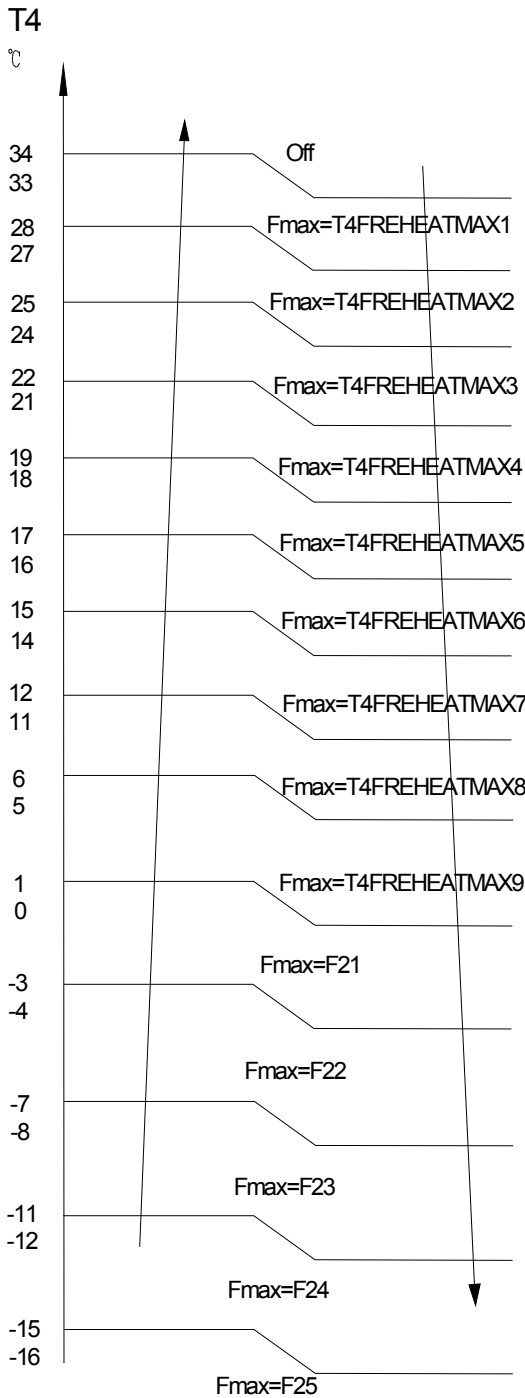 T4
℃
34
Off
33
28
Fmax=T4FREHEATMAX1
27
25
Fmax=T4FREHEATMAX2
24
22
Fmax=T4FREHEATMAX3
21
19
Fmax=T4FREHEATMAX4
18
17
Fmax=T4FREHEATMAX5
16
15
Fmax=T4FREHEATMAX6
14
12
Fmax=T4FREHEATMAX7
11
6
Fmax=T4FREHEATMAX8
5
1
Fmax=T4FREHEATMAX9
0
Fmax=F21
-3
-4
Fmax=F22
-7
-8
Fmax=F23
-11
-12
Fmax=F24
-15
-16
Fmax=F25